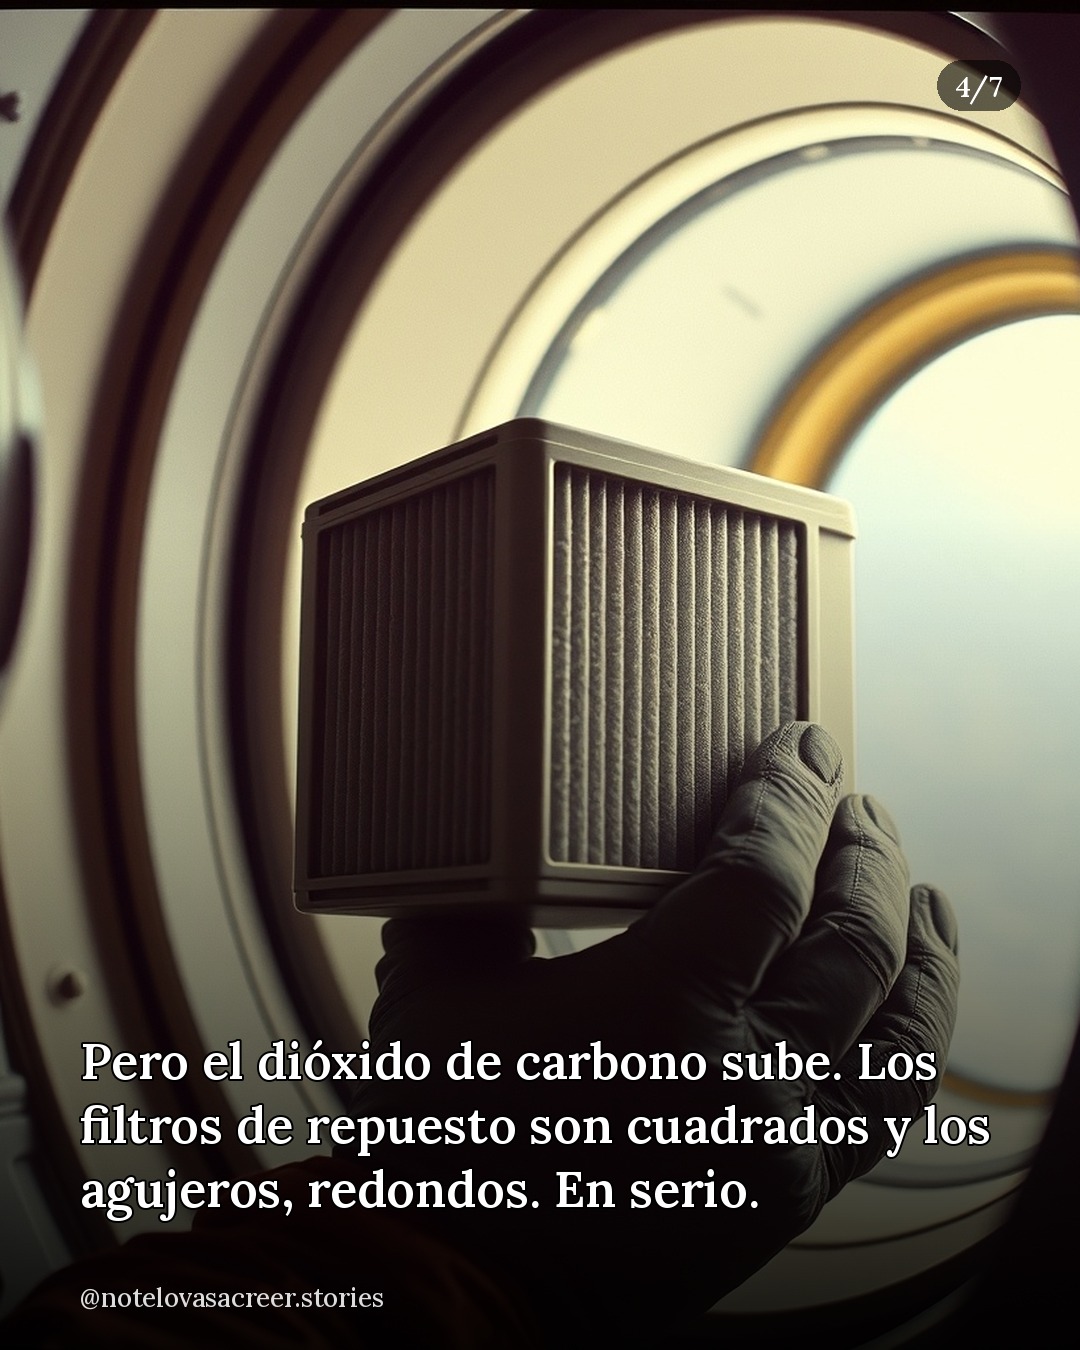 4/7
Pero el dióxido de carbono sube. Los
filtros de repuesto son cuadrados y los
agujeros, redondos. En serio.
@notelovasacreer.stories